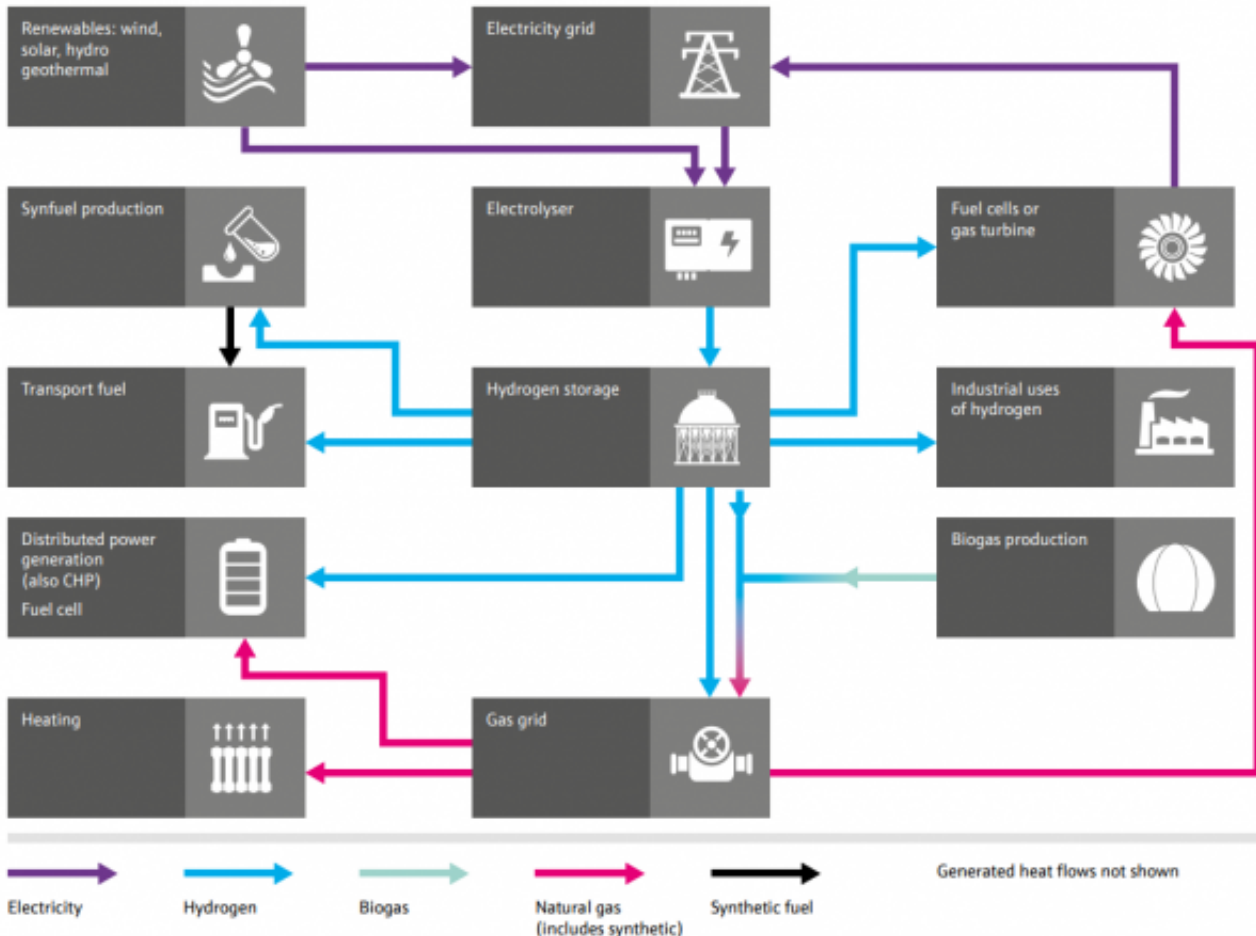 Renewables: wind,
solar, hydro
geothermal
Electricity grid
Synfuel production
Electrolyser
Fuel cells or
gas turbine
Transport fuel
Hydrogen storage
Industrial uses
of hydrogen
Distributed power
generation
(also CHP)
Fuel cell
Biogas production
Heating
Gas grid
Electricity
Hydrogen
Biogas
Natural gas
(includes synthetic)
Synthetic fuel
Generated heat flows not shown